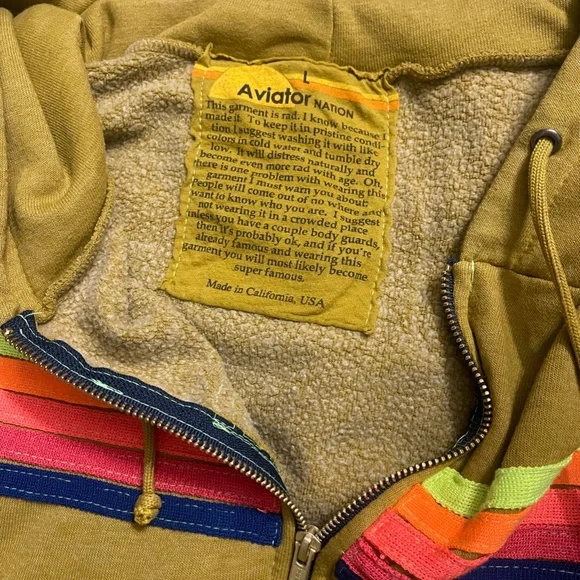 L
Aviator NATION
This garment is rad. I know because I
made it. To keep it in pristine condi-
tion I suggest washing it with like
colors in cold water and tumble dry
low. It will distress naturally and
become even more rad with age. Oh,
there is one problem with wearing this
garment I must warn you about:
People will come out of no where and
want to know who you are. I suggest
not wearing it in a crowded place
unless you have a couple body guards,
then it's probably ok, and if you're
already famous and wearing this
garment you will most likely become
super famous.
Made in California, USA